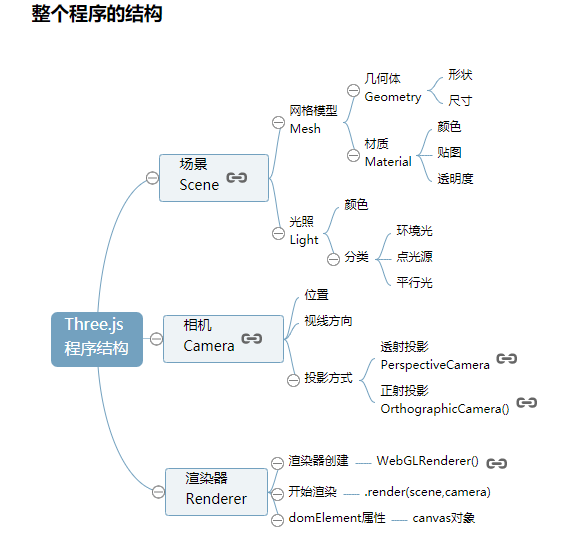 整个程序的结构
Three.js
程序结构
场景
Scene
网格模型
Mesh
几何体
Geometry
形状
尺寸
材质
Material
颜色
贴图
透明度
光照
Light
颜色
分类
环境光
点光源
平行光
相机
Camera
位置
视线方向
投影方式
透射投影
PerspectiveCamera
正射投影
OrthographicCamera()
渲染器
Renderer
渲染器创建
WebGLRenderer()
开始渲染
.render(scene,camera)
domElement属性
canvas对象